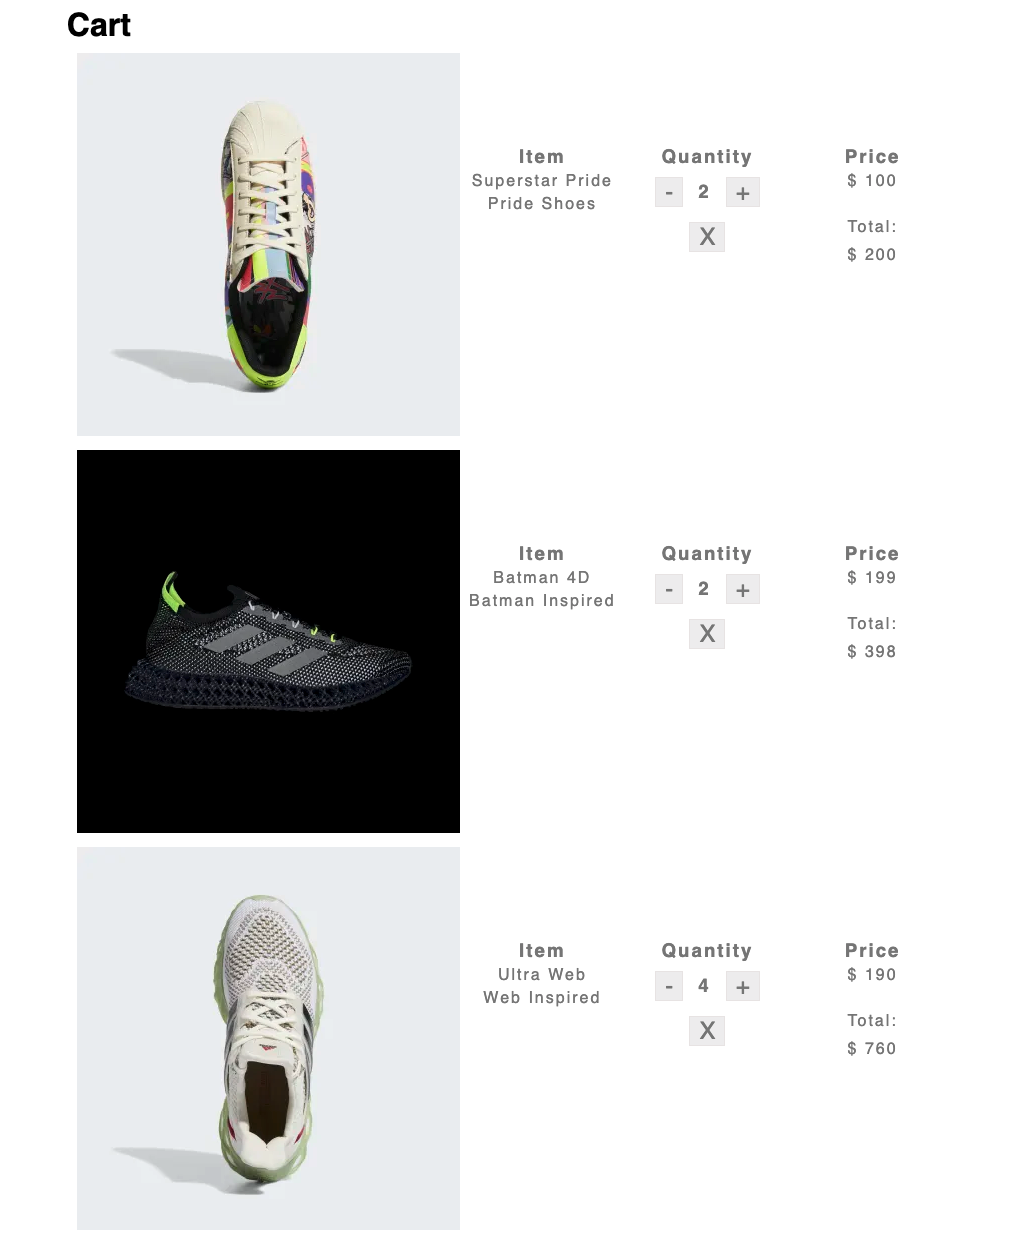 Cart
Item
Superstar Pride
Pride Shoes
Quantity
- 2 +
X
Price
$ 100
Total:
$ 200
Item
Batman 4D
Batman Inspired
Quantity
- 2 +
X
Price
$ 199
Total:
$ 398
Item
Ultra Web
Web Inspired
Quantity
- 4 +
X
Price
$ 190
Total:
$ 760